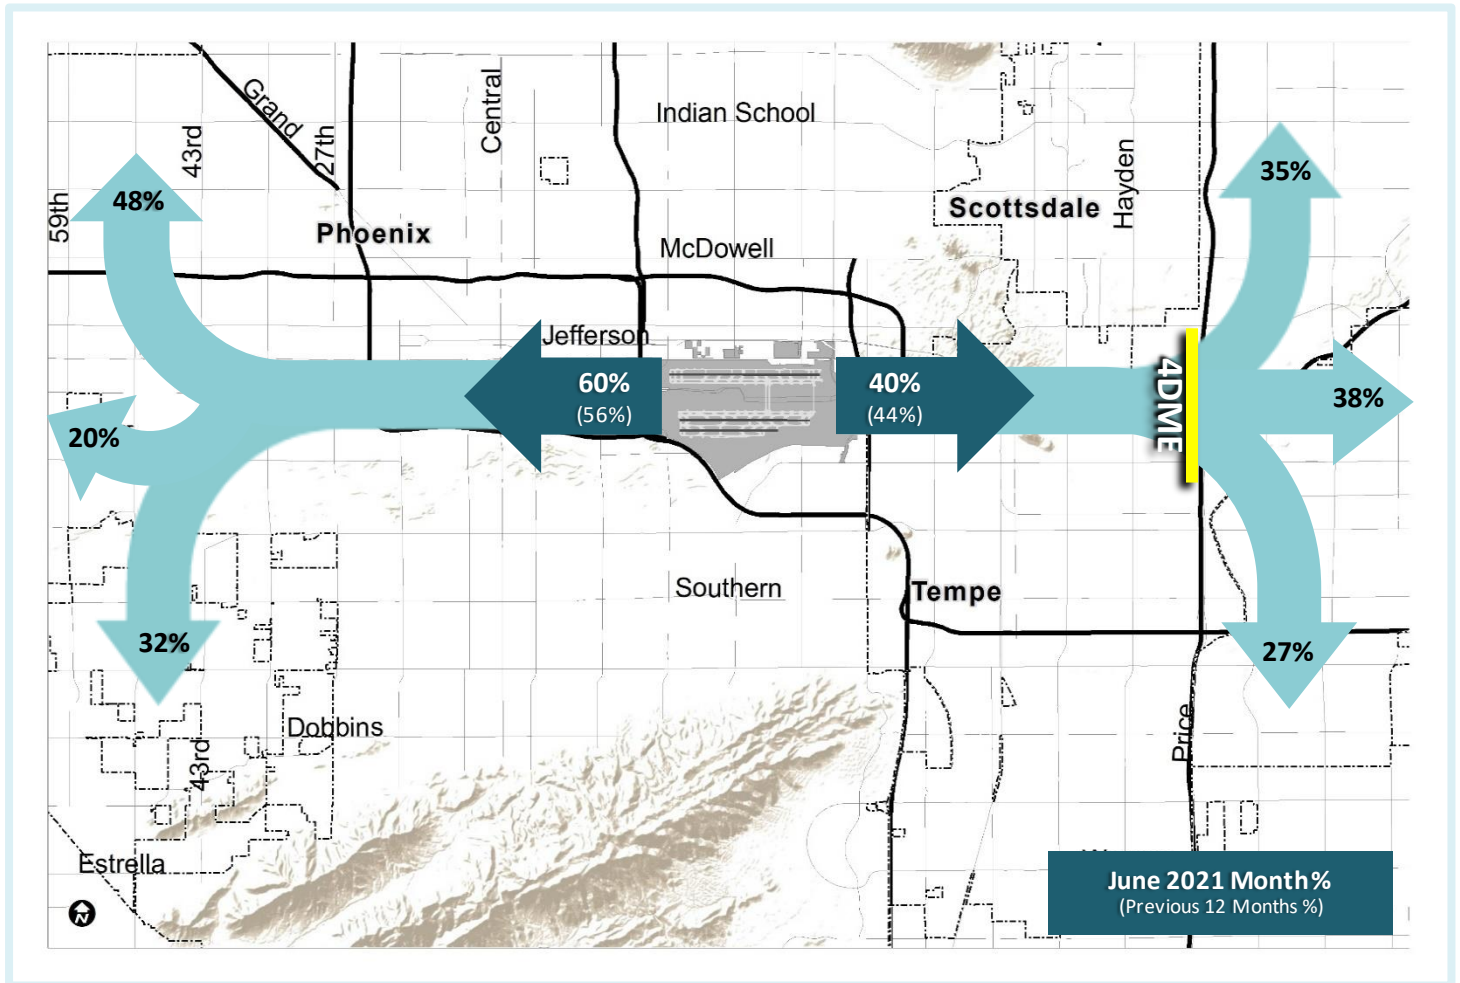 Grand
43rd
27th
Central
Indian School
Hayden
35%
48%
59th
Phoenix
Scottsdale
McDowell
Jefferson
60%
(56%)
40%
(44%)
4DME
38%
20%
Southern
Tempe
32%
27%
Dobbins
43rd
Price
Estrella
N
June 2021 Month%
(Previous 12 Months %)